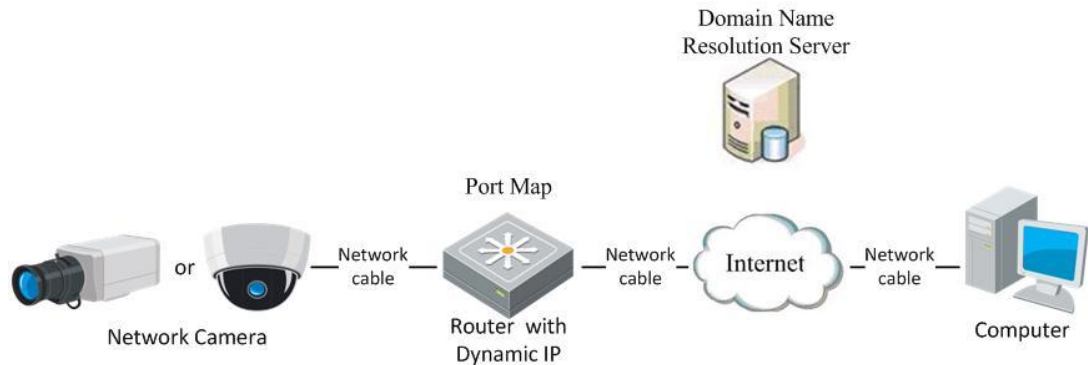 Domain Name
Resolution Server
Port Map
or
Network
cable
Network
cable
Internet
Network
cable
Network Camera
Router with
Dynamic IP
Computer